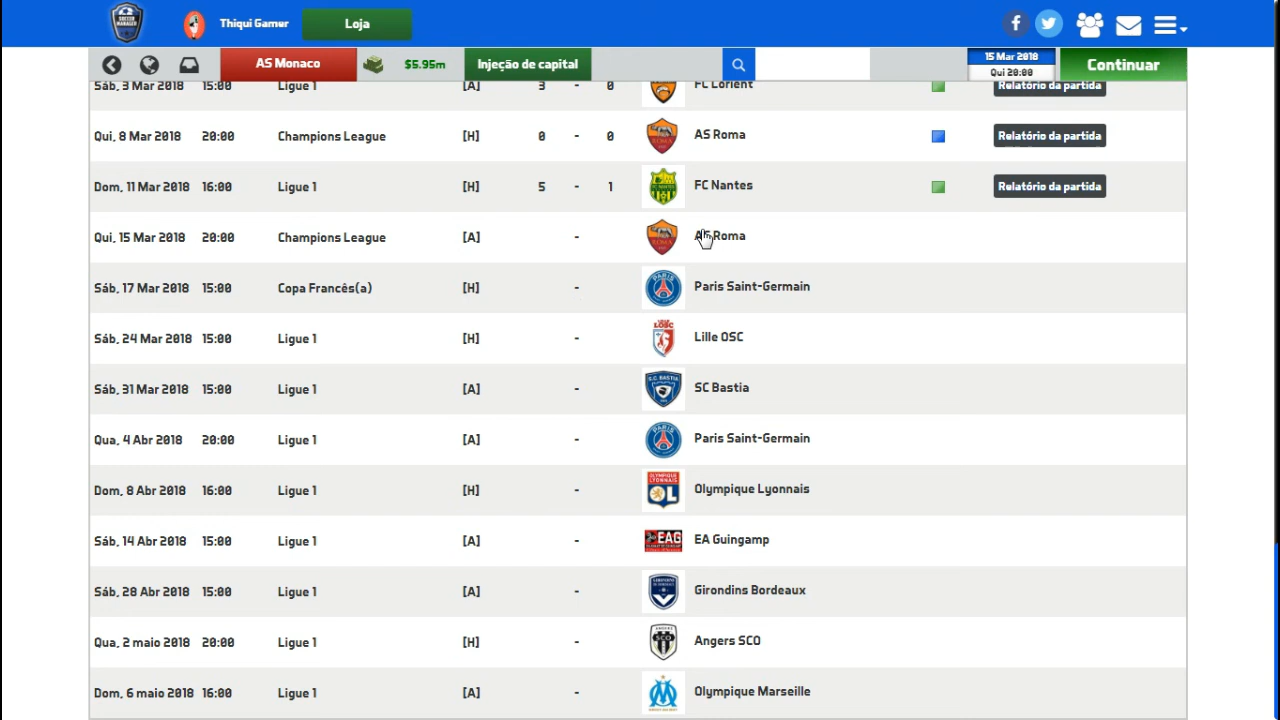 Thiqui Gamer
Loja
AS Monaco
$5.95m
Injeção de capital
15 Mar 2018
Qui 20:00
Continuar
Sáb, 3 Mar 2018 15:00 Ligue 1 [A] 3 - 0 FC Lorient Relatório da partida
Qui, 8 Mar 2018 20:00 Champions League [H] 0 - 0 AS Roma Relatório da partida
Dom, 11 Mar 2018 16:00 Ligue 1 [H] 5 - 1 FC Nantes Relatório da partida
Qui, 15 Mar 2018 20:00 Champions League [A] - AS Roma
Sáb, 17 Mar 2018 15:00 Copa Francês(a) [H] - Paris Saint-Germain
Sáb, 24 Mar 2018 15:00 Ligue 1 [H] - Lille OSC
Sáb, 31 Mar 2018 15:00 Ligue 1 [A] - SC Bastia
Qua, 4 Abr 2018 20:00 Ligue 1 [A] - Paris Saint-Germain
Dom, 8 Abr 2018 16:00 Ligue 1 [H] - Olympique Lyonnais
Sáb, 14 Abr 2018 15:00 Ligue 1 [A] - EA Guingamp
Sáb, 28 Abr 2018 15:00 Ligue 1 [A] - Girondins Bordeaux
Qua, 2 maio 2018 20:00 Ligue 1 [H] - Angers SCO
Dom, 6 maio 2018 16:00 Ligue 1 [A] - Olympique Marseille